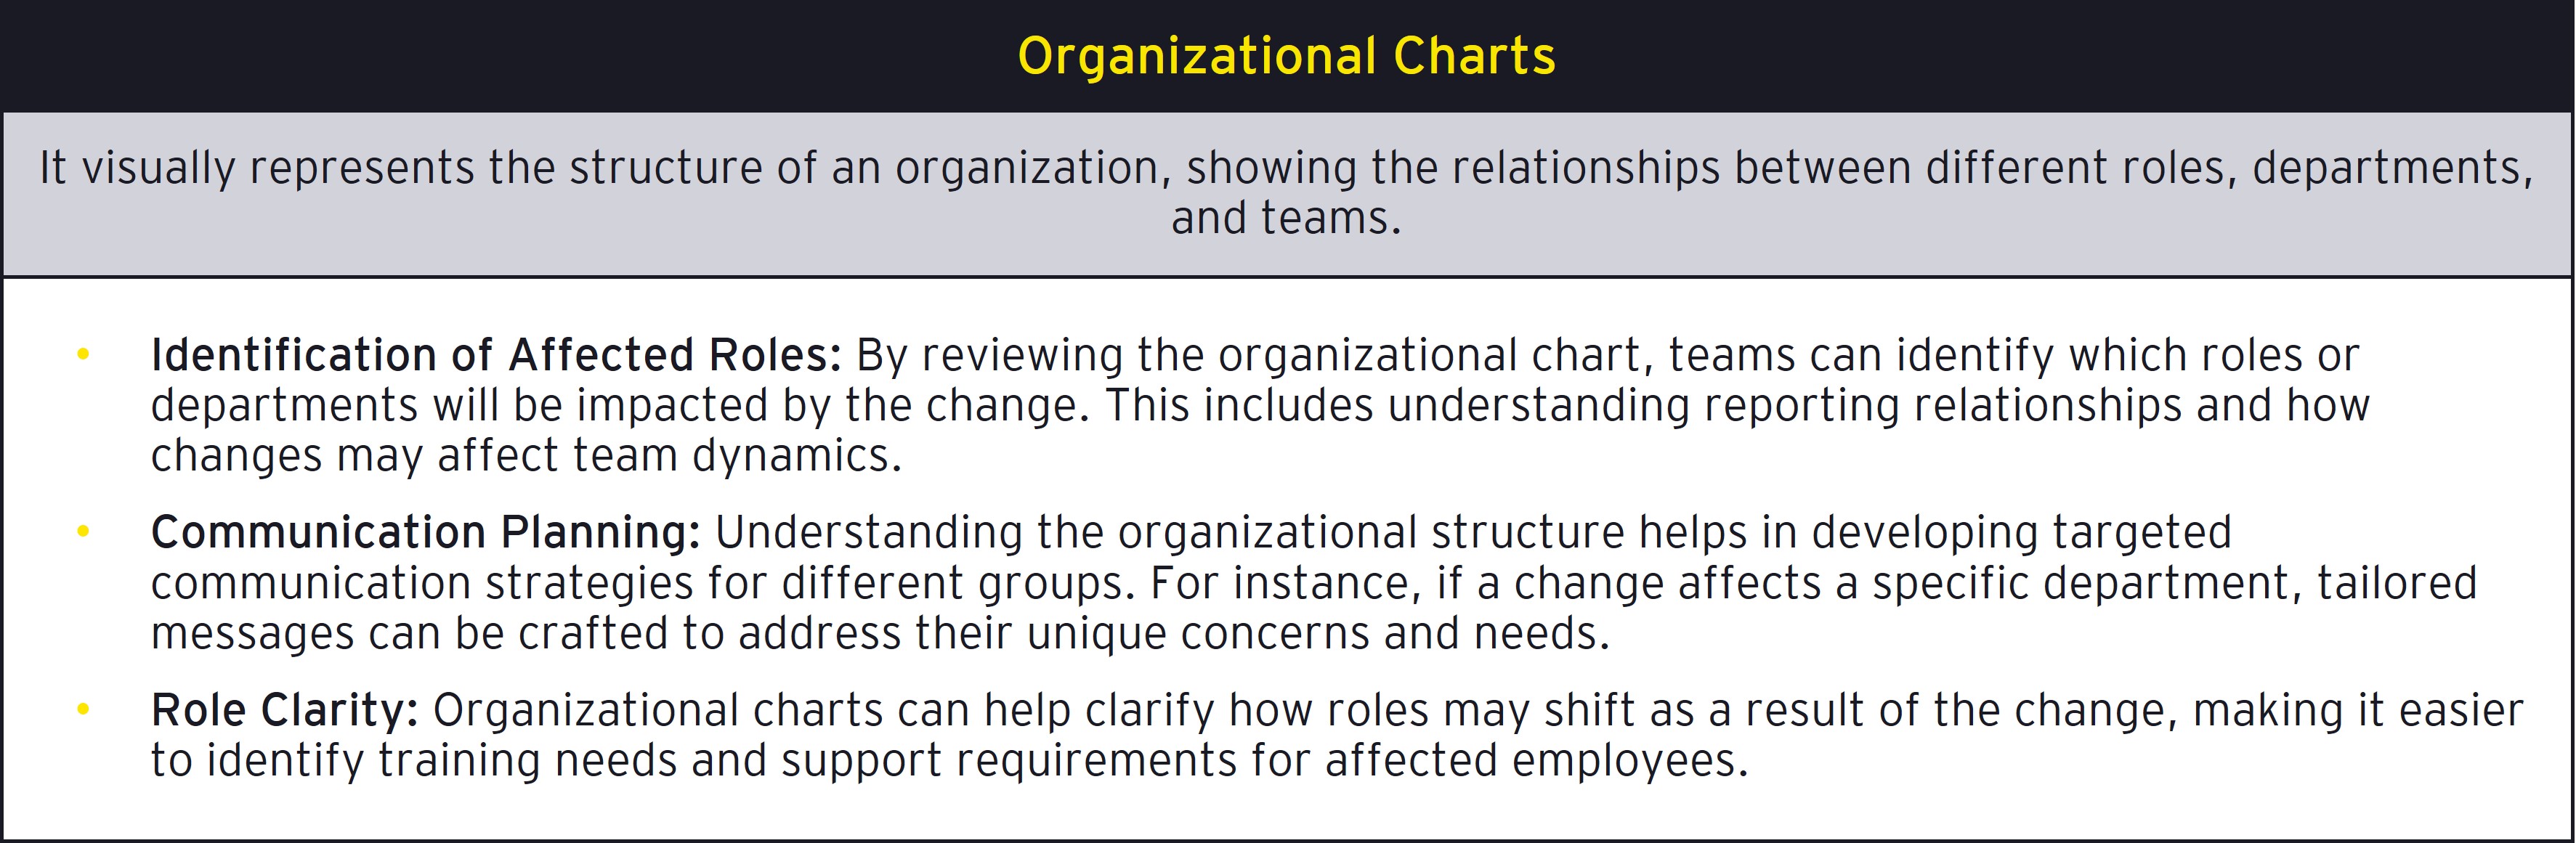 Organizational Charts
It visually represents the structure of an organization, showing the relationships between different roles, departments,
and teams.
• Identification of Affected Roles: By reviewing the organizational chart, teams can identify which roles or
departments will be impacted by the change. This includes understanding reporting relationships and how
changes may affect team dynamics.
• Communication Planning: Understanding the organizational structure helps in developing targeted
communication strategies for different groups. For instance, if a change affects a specific department, tailored
messages can be crafted to address their unique concerns and needs.
• Role Clarity: Organizational charts can help clarify how roles may shift as a result of the change, making it easier
to identify training needs and support requirements for affected employees.